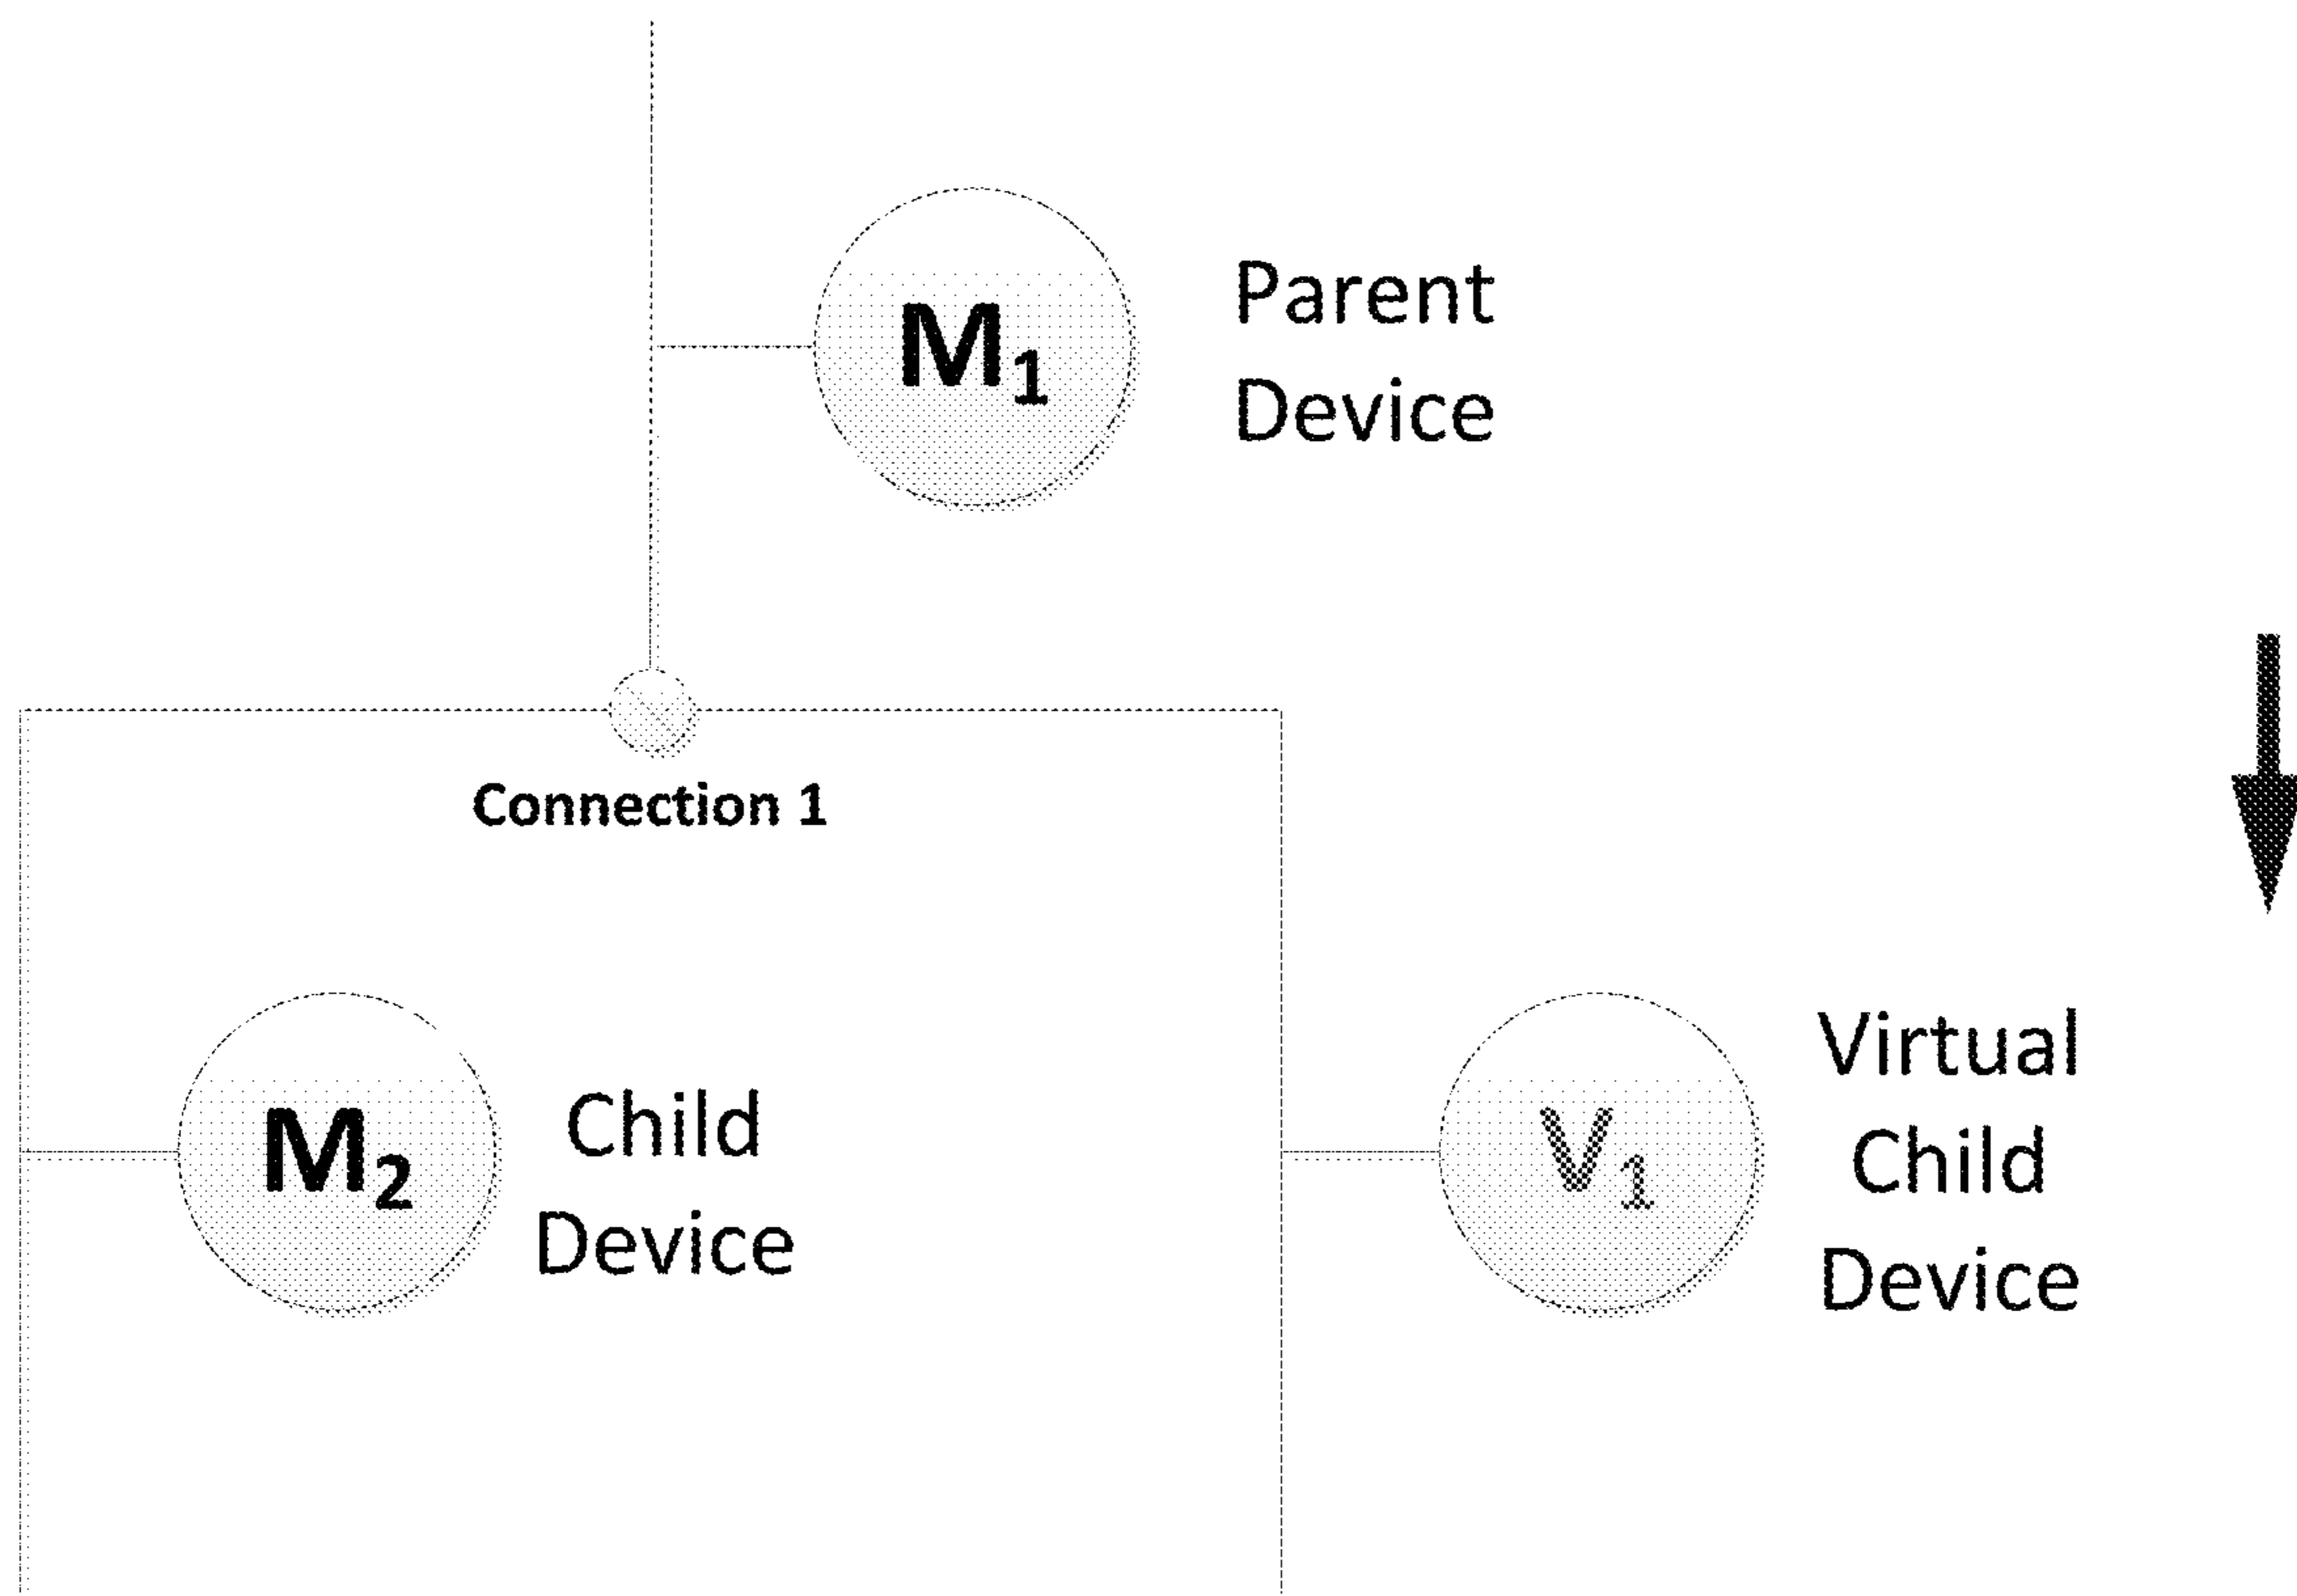 M₁
Parent
Device
Connection 1
M₂
Child
Device
V₁
Virtual
Child
Device